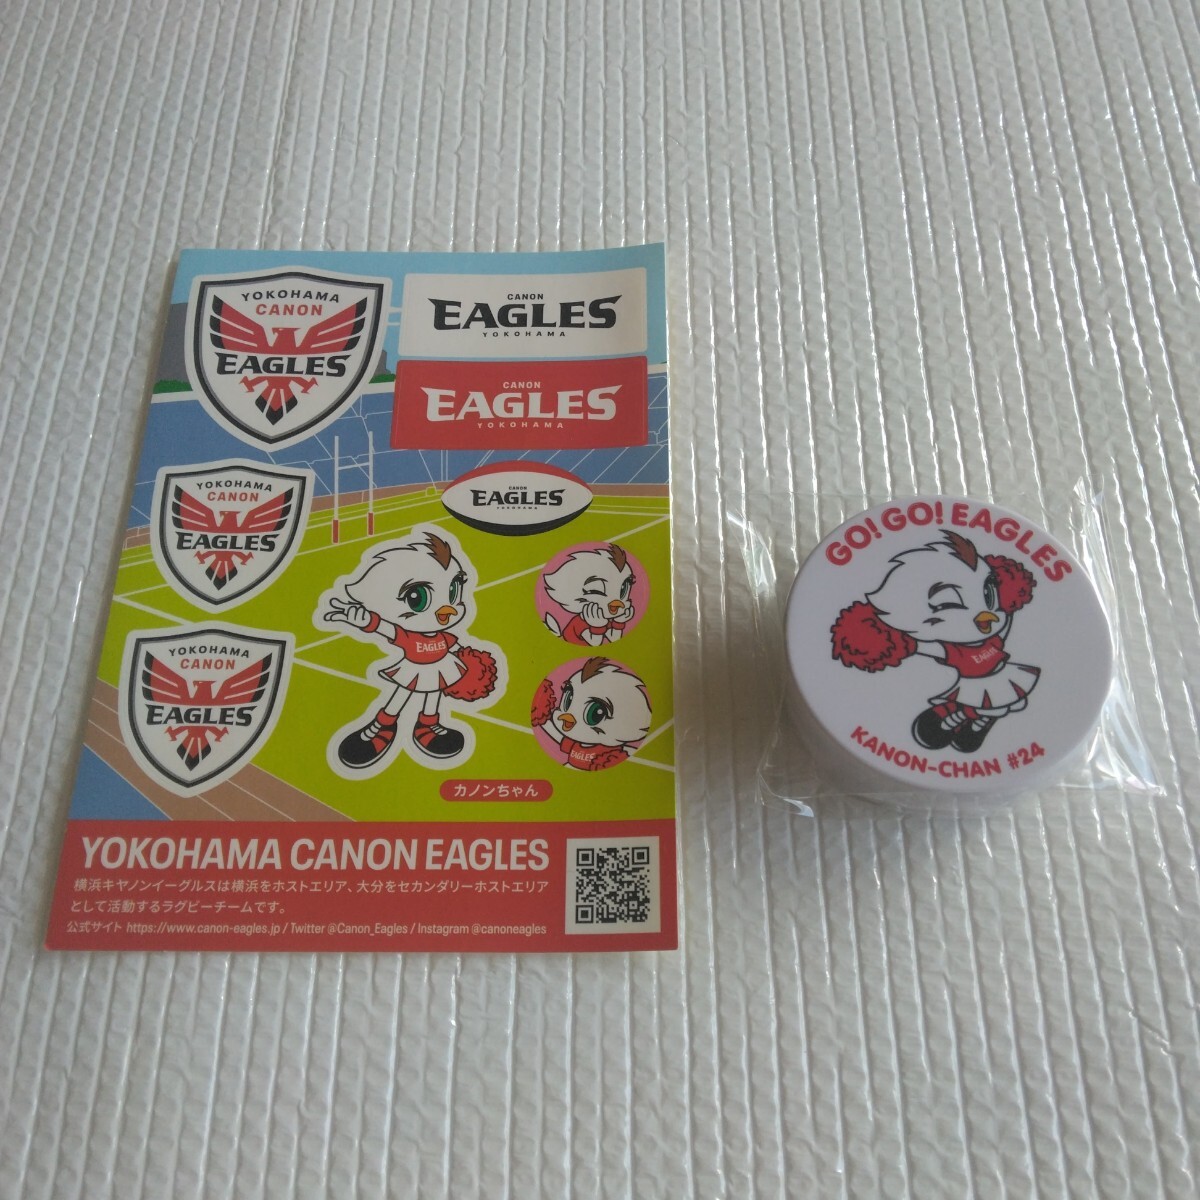 YOKOHAMA
CANON
EAGLES
CANON
EAGLES
YOKOHAMA
CANON
EAGLES
YOKOHAMA
YOKOHAMA
CANON
EAGLES
CANON
EAGLES
YOKOHAMA
YOKOHAMA
CANON
EAGLES
EAGLES
EAGLES
カノンちゃん
YOKOHAMA CANON EAGLES
横浜キヤノンイーグルスは横浜をホストエリア、大分をセカンダリーホストエリア
として活動するラグビーチームです。
公式サイト https://www.canon-eagles.jp / Twitter @Canon_Eagles / Instagram @canoneagles
GO! GO! EAGLES
EAGLES
KANON-CHAN #24